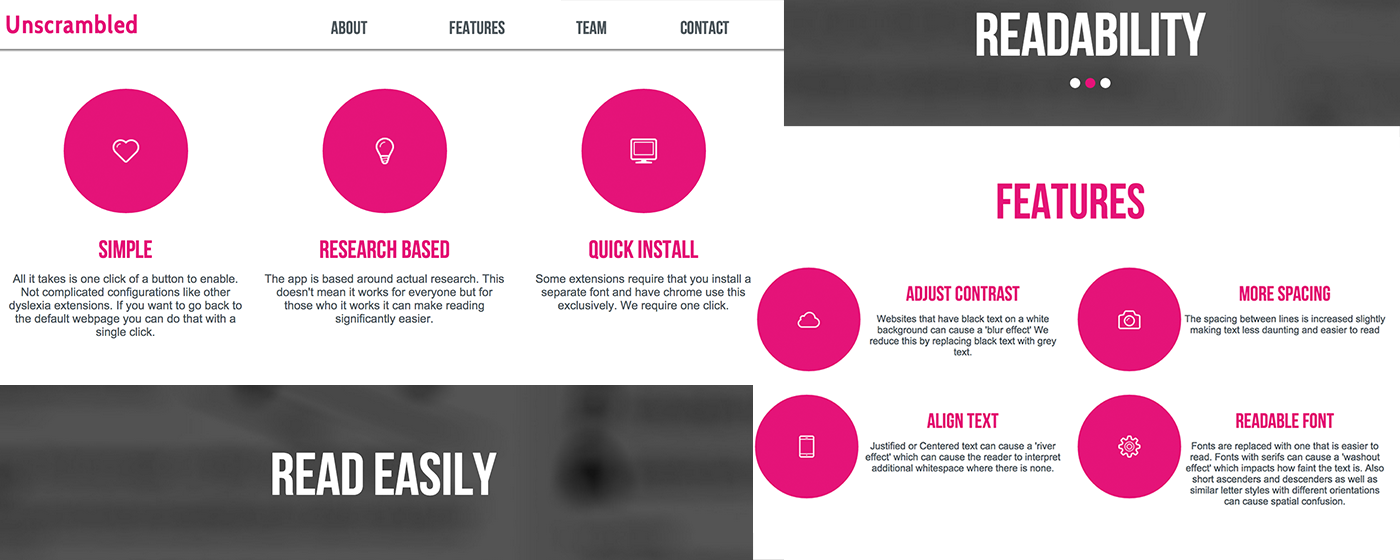 Unscrambled
ABOUT
FEATURES
TEAM
CONTACT
SIMPLE
All it takes is one click of a button to enable.
Not complicated configurations like other
dyslexia extensions. If you want to go back to
the default webpage you can do that with a
single click.
RESEARCH BASED
The app is based around actual research. This
doesn't mean it works for everyone but for
those who it works it can make reading
significantly easier.
QUICK INSTALL
Some extensions require that you install a
separate font and have chrome use this
exclusively. We require one click.
READ EASILY
READABILITY
FEATURES
ADJUST CONTRAST
Websites that have black text on a white
background can cause a 'blur effect' We
reduce this by replacing black text with grey
text.
MORE SPACING
The spacing between lines is increased slightly
making text less daunting and easier to read
ALIGN TEXT
Justified or Centered text can cause a 'river
effect' which can cause the reader to interpret
additional whitespace where there is none.
READABLE FONT
Fonts are replaced with one that is easier to
read. Fonts with serifs can cause a 'washout
effect' which impacts how faint the text is. Also
short ascenders and descenders as well as
similar letter styles with different orientations
can cause spatial confusion.